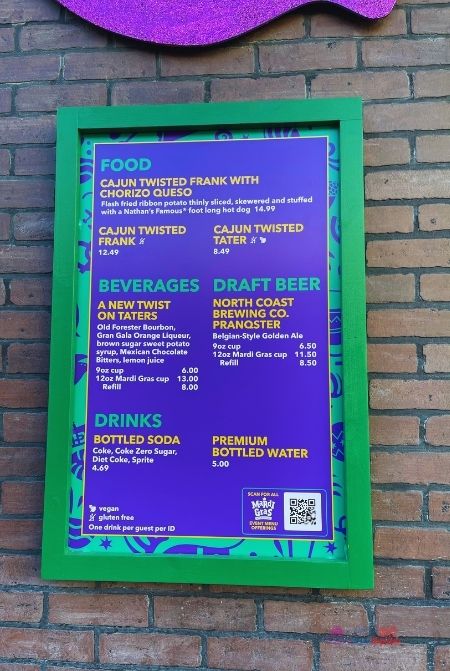 FOOD
CAJUN TWISTED FRANK WITH
CHORIZO QUESO
Flash fried ribbon potato thinly sliced, skewered and stuffed
with a Nathan's Famous® foot long hot dog 14.99
CAJUN TWISTED
FRANK
12.49
CAJUN TWISTED
TATER
8.49
BEVERAGES
A NEW TWIST
ON TATERS
Old Forester Bourbon,
Gran Gala Orange Liqueur,
brown sugar sweet potato
syrup, Mexican Chocolate
Bitters, lemon juice
9oz cup 6.00
12oz Mardi Gras cup 13.00
Refill 8.00
DRAFT BEER
NORTH COAST
BREWING CO.
PRANQSTER
Belgian-Style Golden Ale
9oz cup 6.50
12oz Mardi Gras cup 11.50
Refill 8.50
DRINKS
BOTTLED SODA
Coke, Coke Zero Sugar,
Diet Coke, Sprite
4.69
PREMIUM
BOTTLED WATER
5.00
vegan
gluten free
One drink per guest per ID
SCAN FOR ALL
MARDI
GRAS
EVENT MENU
OFFERINGS